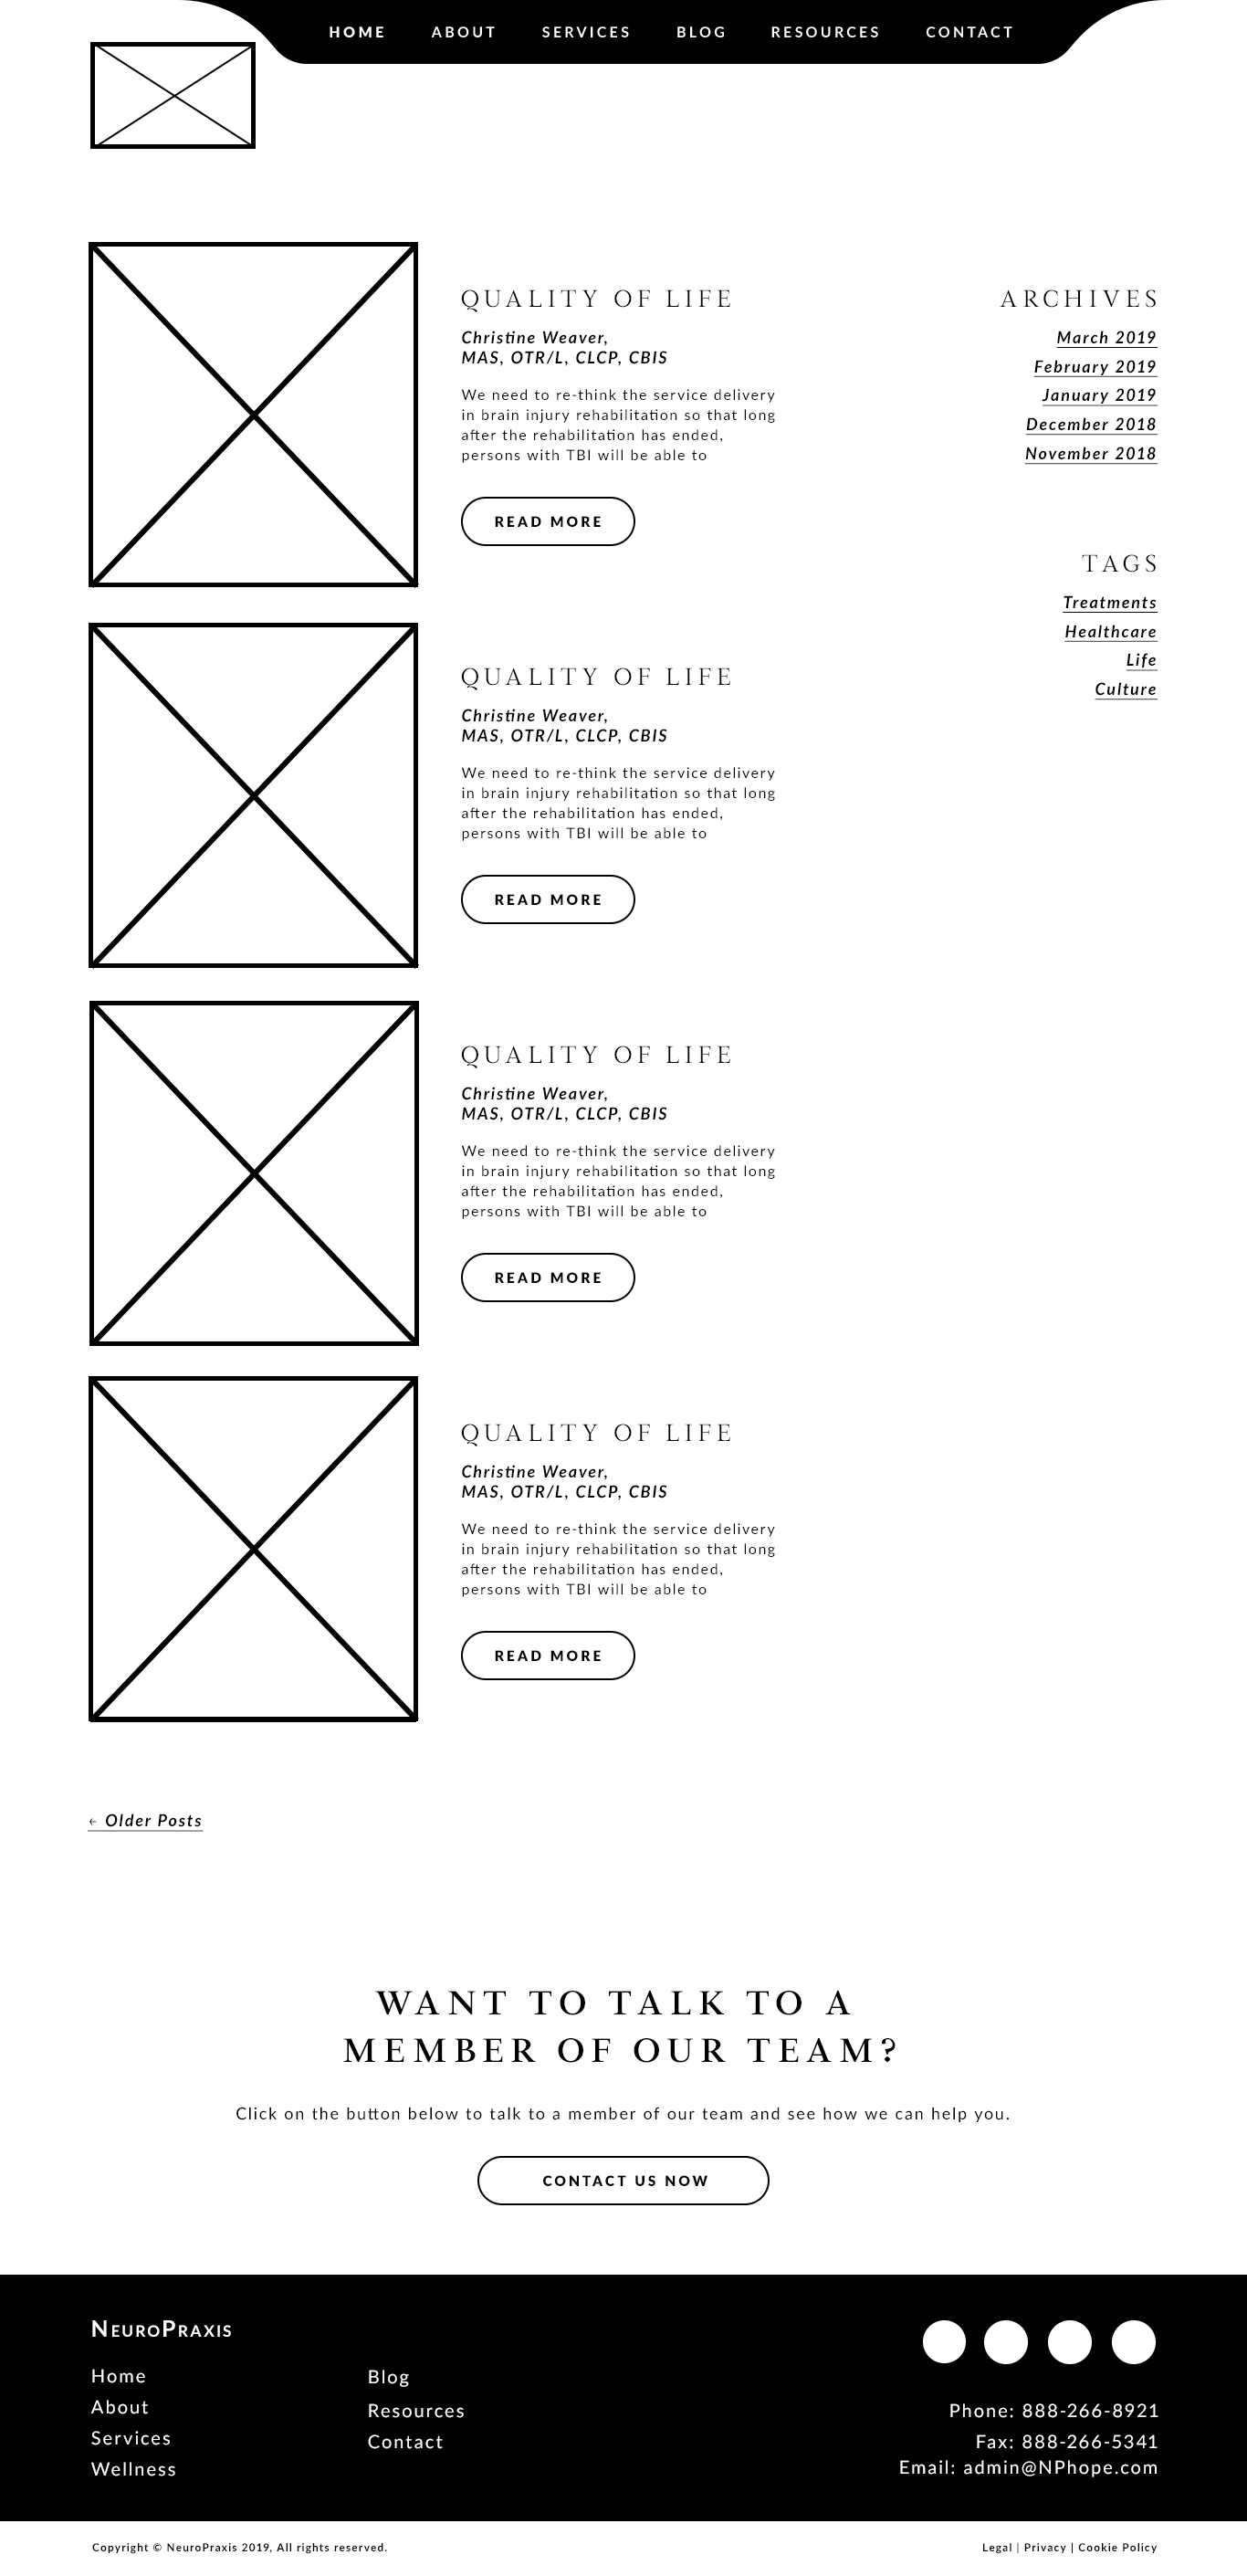 HOME ABOUT SERVICES BLOG RESOURCES CONTACT
QUALITY OF LIFE
Christine Weaver,
MAS, OTR/L, CLCP, CBIS
We need to re-think the service delivery
in brain injury rehabilitation so that long
after the rehabilitation has ended,
persons with TBI will be able to
READ MORE
QUALITY OF LIFE
Christine Weaver,
MAS, OTR/L, CLCP, CBIS
We need to re-think the service delivery
in brain injury rehabilitation so that long
after the rehabilitation has ended,
persons with TBI will be able to
READ MORE
QUALITY OF LIFE
Christine Weaver,
MAS, OTR/L, CLCP, CBIS
We need to re-think the service delivery
in brain injury rehabilitation so that long
after the rehabilitation has ended,
persons with TBI will be able to
READ MORE
QUALITY OF LIFE
Christine Weaver,
MAS, OTR/L, CLCP, CBIS
We need to re-think the service delivery
in brain injury rehabilitation so that long
after the rehabilitation has ended,
persons with TBI will be able to
READ MORE
ARCHIVES
March 2019
February 2019
January 2019
December 2018
November 2018
TAGS
Treatments
Healthcare
Life
Culture
← Older Posts
WANT TO TALK TO A
MEMBER OF OUR TEAM?
Click on the button below to talk to a member of our team and see how we can help you.
CONTACT US NOW
NeuroPraxis
Home
About
Services
Wellness
Blog
Resources
Contact
Phone: 888-266-8921
Fax: 888-266-5341
Email: admin@NPhope.com
Copyright © NeuroPraxis 2019, All rights reserved.
Legal | Privacy | Cookie Policy